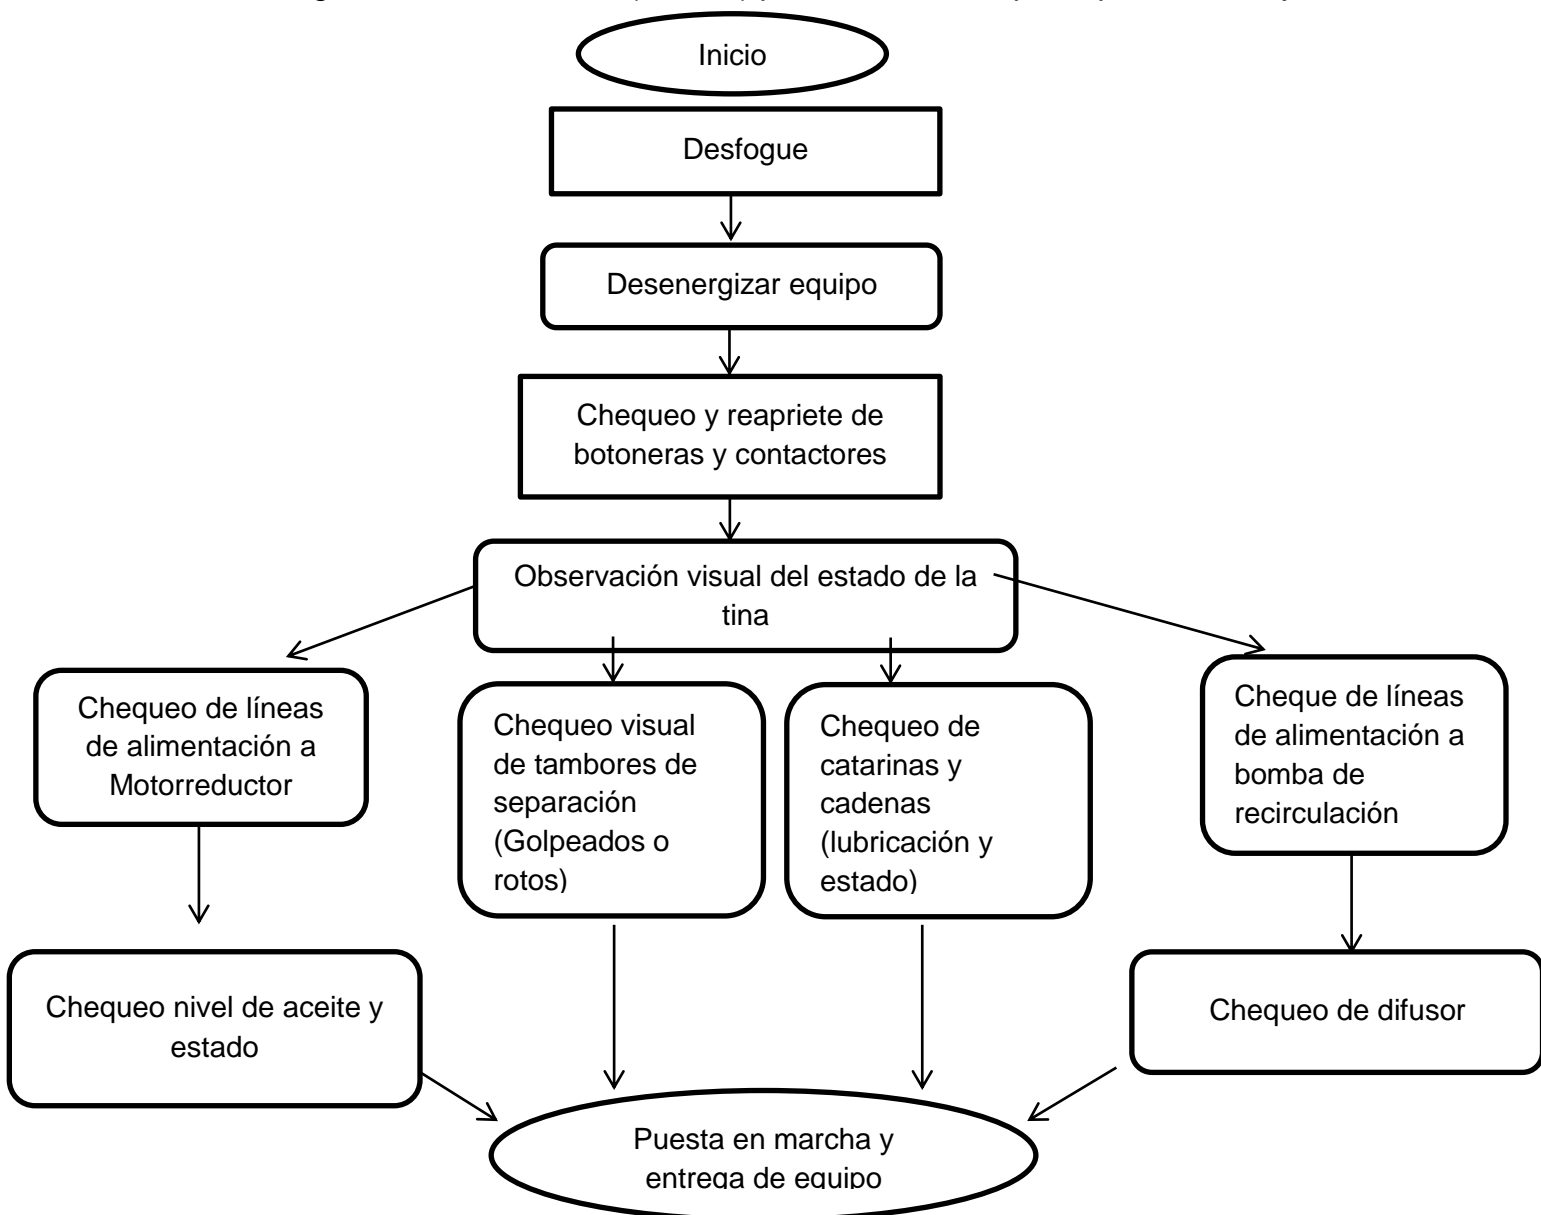 Inicio
Desfogue
Desenergizar equipo
Chequeo y reapriete de
botoneras y contactores
Observación visual del estado de la
tina
Chequeo de líneas
de alimentación a
Motorreductor
Chequeo visual
de tambores de
separación
(Golpeados o
rotos)
Chequeo de
catarinas y
cadenas
(lubricación y
estado)
Cheque de líneas
de alimentación a
bomba de
recirculación
Chequeo nivel de aceite y
estado
Chequeo de difusor
Puesta en marcha y
entrega de equipo